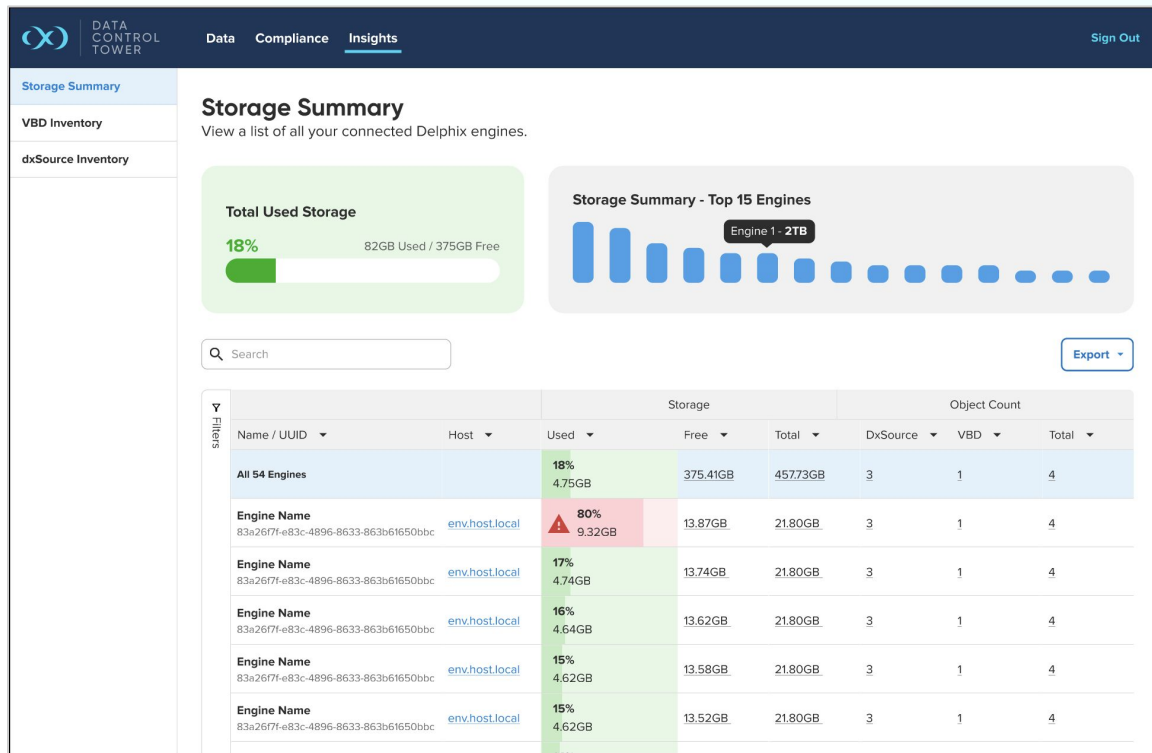 DATA
CONTROL
TOWER
Data Compliance Insights
Sign Out
Storage Summary
VBD Inventory
dxSource Inventory
Storage Summary
View a list of all your connected Delphix engines.
Total Used Storage
18% 82GB Used / 375GB Free
Storage Summary - Top 15 Engines
Engine 1 - 2TB
Search
Export
Filters
Storage Object Count
Name / UUID Host Used Free Total DxSource VBD Total
All 54 Engines 18% 375.41GB 457.73GB 3 1 4
4.75GB
Engine Name env.host.local 80% 13.87GB 21.80GB 3 1 4
83a26f7f-e83c-4896-8633-863b61650bbc 9.32GB
Engine Name env.host.local 17% 13.74GB 21.80GB 3 1 4
83a26f7f-e83c-4896-8633-863b61650bbc 4.74GB
Engine Name env.host.local 16% 13.62GB 21.80GB 3 1 4
83a26f7f-e83c-4896-8633-863b61650bbc 4.64GB
Engine Name env.host.local 15% 13.58GB 21.80GB 3 1 4
83a26f7f-e83c-4896-8633-863b61650bbc 4.62GB
Engine Name env.host.local 15% 13.52GB 21.80GB 3 1 4
83a26f7f-e83c-4896-8633-863b61650bbc 4.62GB